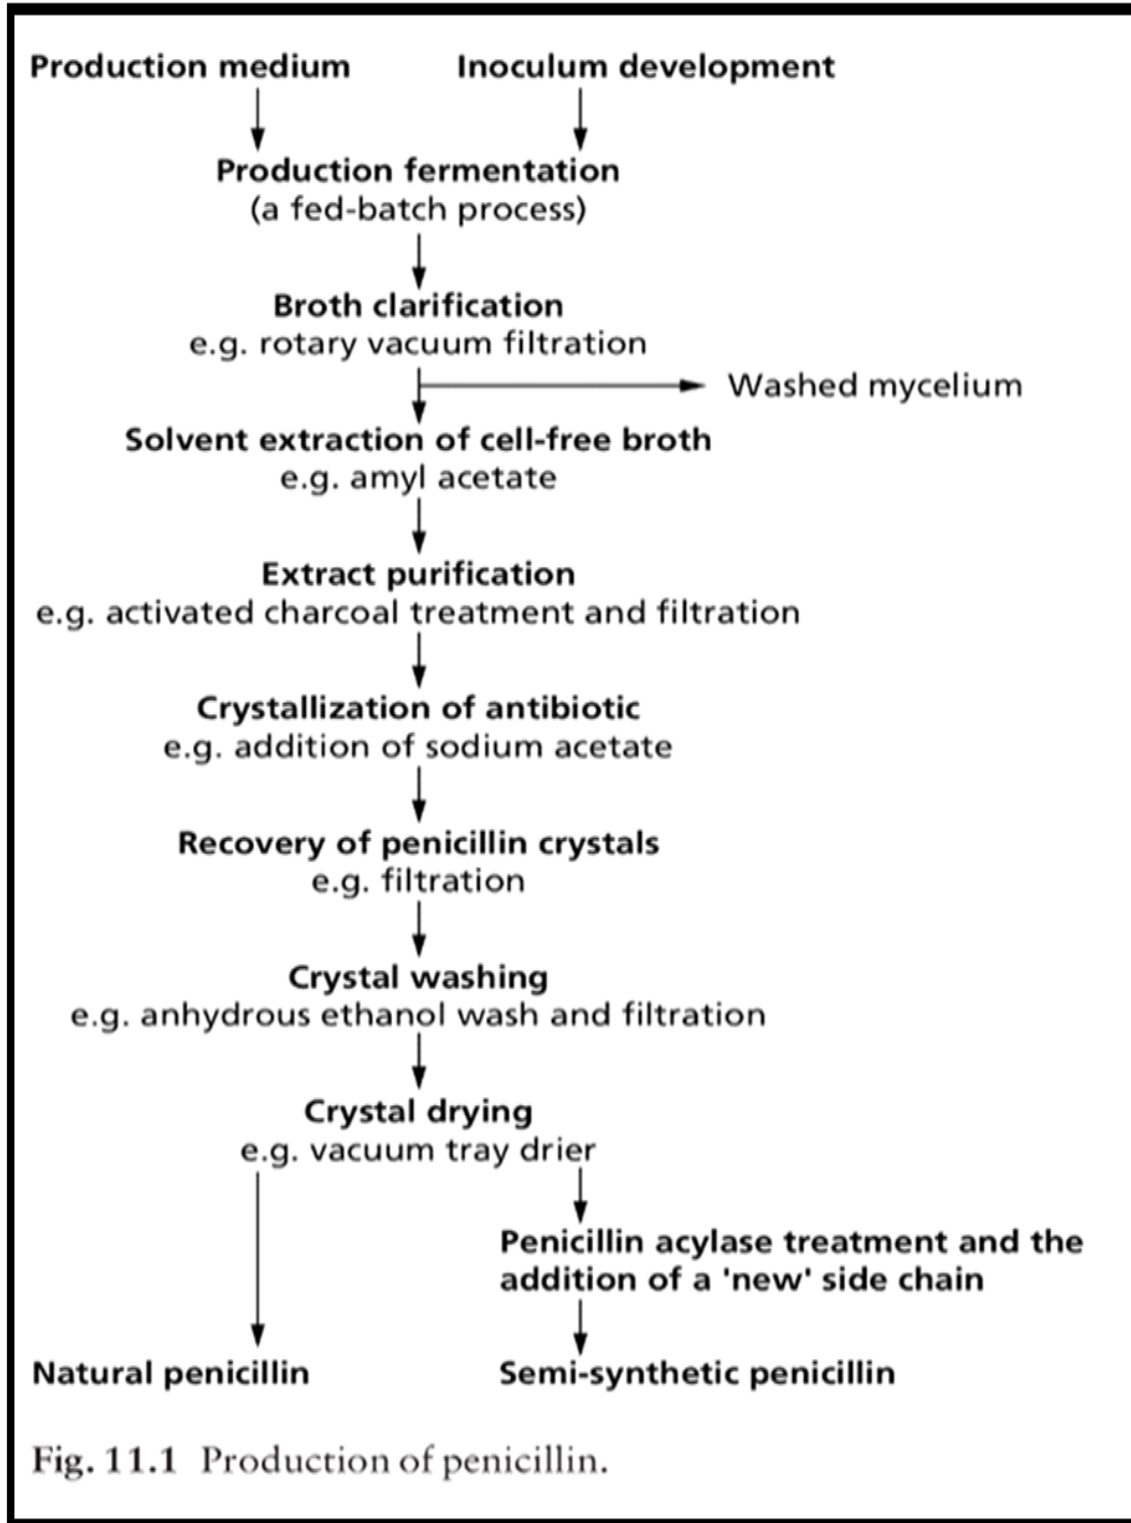 Production medium
Inoculum development
Production fermentation
(a fed-batch process)
Broth clarification
e.g. rotary vacuum filtration
Washed mycelium
Solvent extraction of cell-free broth
e.g. amyl acetate
Extract purification
e.g. activated charcoal treatment and filtration
Crystallization of antibiotic
e.g. addition of sodium acetate
Recovery of penicillin crystals
e.g. filtration
Crystal washing
e.g. anhydrous ethanol wash and filtration
Crystal drying
e.g. vacuum tray drier
Penicillin acylase treatment and the
addition of a 'new' side chain
Natural penicillin
Semi-synthetic penicillin
Fig. 11.1 Production of penicillin.